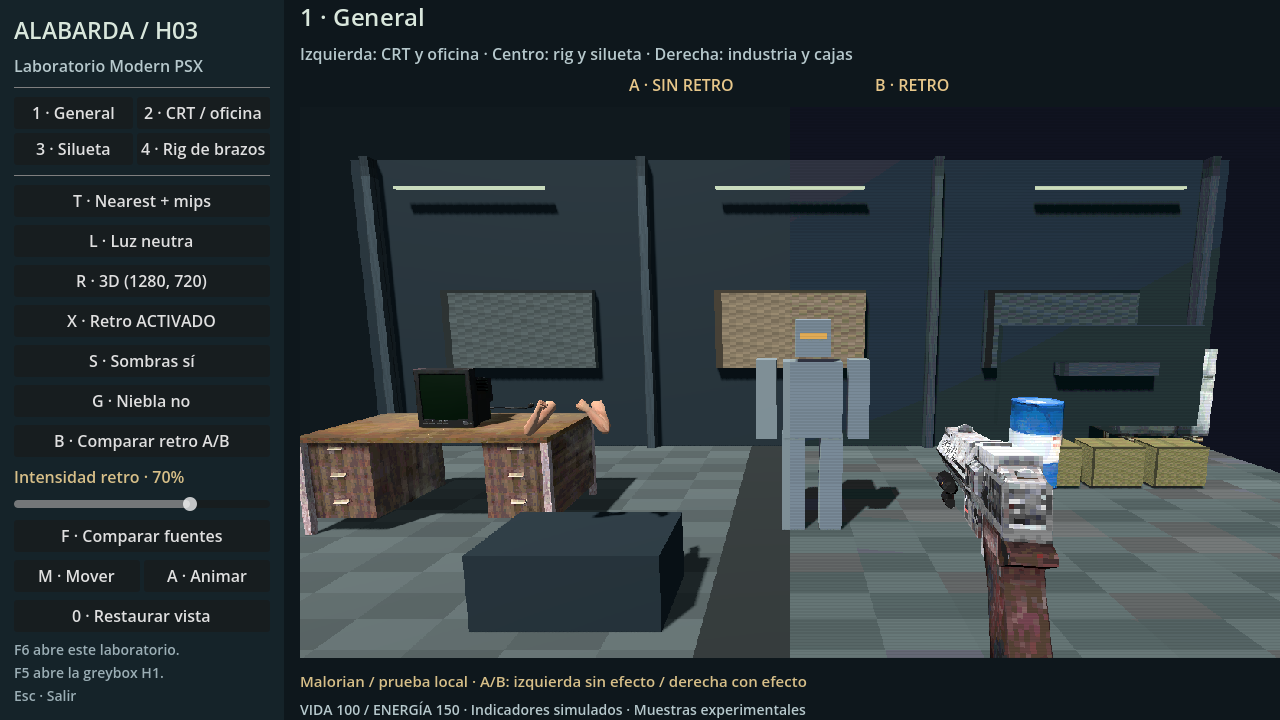 ALABARDA / H03
Laboratorio Modern PSX
1 · General
2 · CRT / oficina
3 · Silueta
4 · Rig de brazos
T · Nearest + mips
L · Luz neutra
R · 3D (1280, 720)
X · Retro ACTIVADO
S · Sombras sí
G · Niebla no
B · Comparar retro A/B
Intensidad retro · 70%
F · Comparar fuentes
M · Mover
A · Animar
0 · Restaurar vista
F6 abre este laboratorio.
F5 abre la greybox H1.
Esc · Salir
1 · General
Izquierda: CRT y oficina · Centro: rig y silueta · Derecha: industria y cajas
A · SIN RETRO
B · RETRO
Malorian / prueba local · A/B: izquierda sin efecto / derecha con efecto
VIDA 100 / ENERGÍA 150 · Indicadores simulados · Muestras experimentales